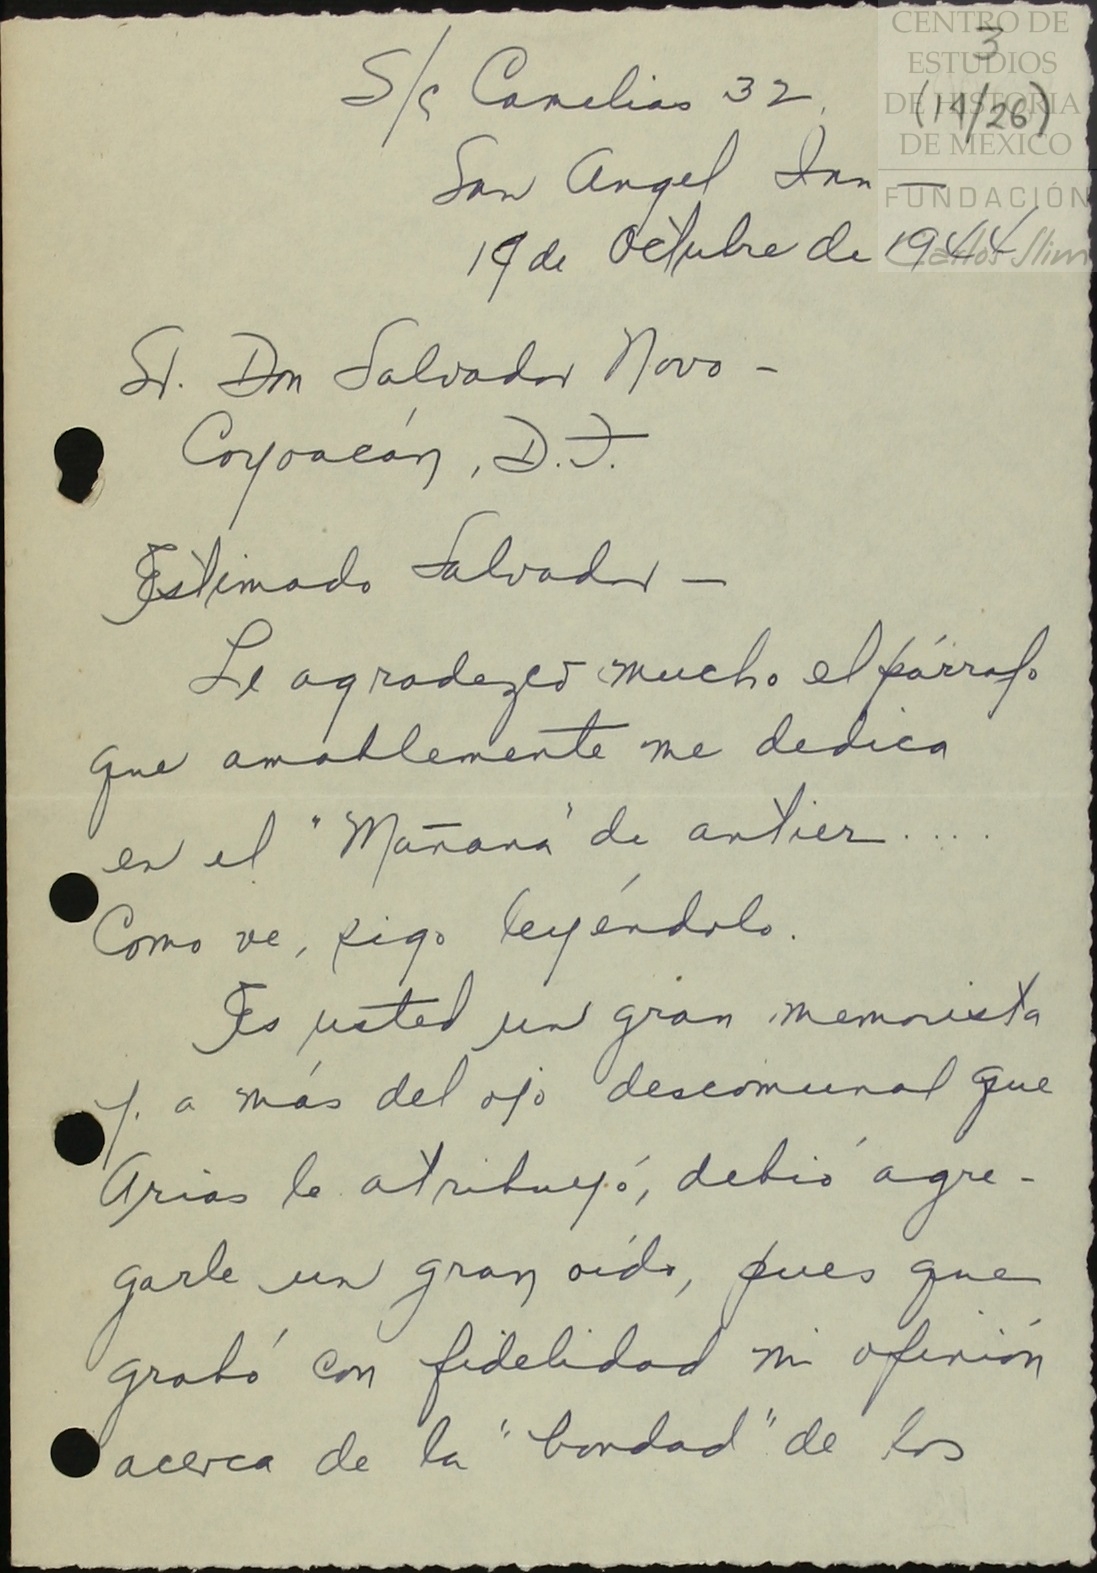 CENTRO DE
ESTUDIOS
DE HISTORIA
DE MEXICO
FUNDACIÓN
Carlos Slim
3
(14/26)
S/c Camelias 32.
San Angel Inn —
19 de Octubre de 1944
Sr. Don Salvador Novo -
Coyoacán, D.F.
Estimado Salvador —
Le agradezco mucho el párrafo
que amablemente me dedica
en el "Mañana" de antier....
Como ve, sigo leyéndolo.
Es usted un gran memorista
y. a más del ojo descomunal que
Arias le atribuyó, debió agre-
garle un gran oído, pues que
grabó con fidelidad mi opinión
acerca de la "bondad" de los